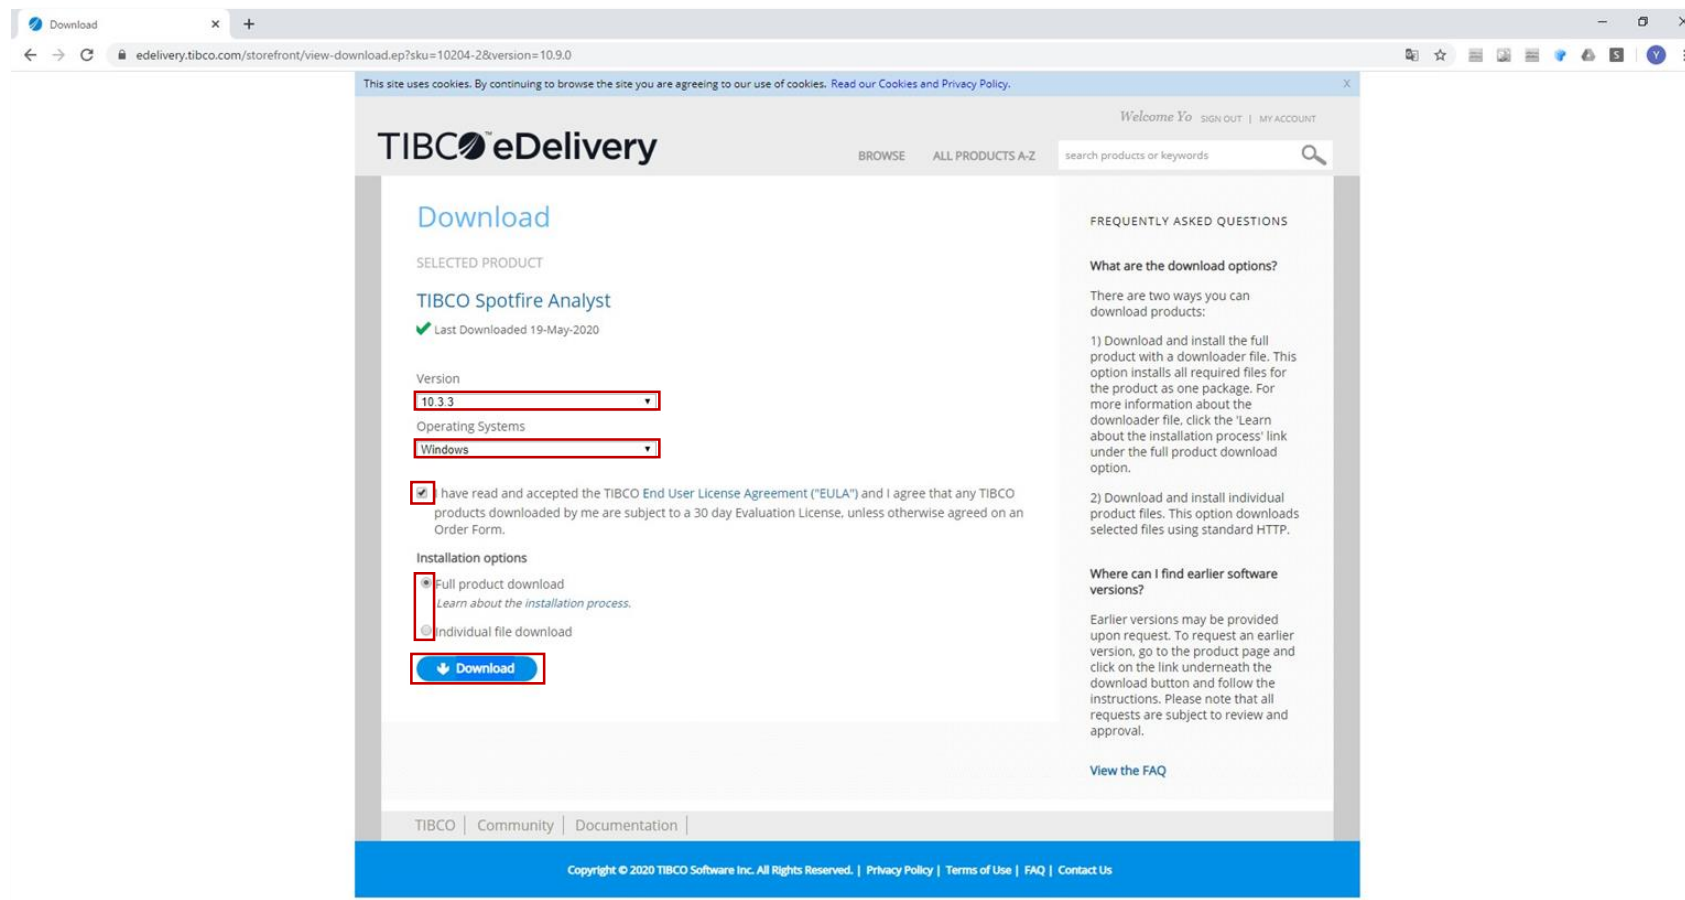 Download
edelivery.tibco.com/storefront/view-download.ep?sku=10204-2&version=10.9.0
S
Y
This site uses cookies. By continuing to browse the site you are agreeing to our use of cookies. Read our Cookies and Privacy Policy.
X
Welcome Yo SIGN OUT | MY ACCOUNT
TIBCO™ eDelivery
BROWSE ALL PRODUCTS A-Z search products or keywords
Download
SELECTED PRODUCT
TIBCO Spotfire Analyst
Last Downloaded 19-May-2020
Version
10.3.3
Operating Systems
Windows
I have read and accepted the TIBCO End User License Agreement ("EULA") and I agree that any TIBCO
products downloaded by me are subject to a 30 day Evaluation License, unless otherwise agreed on an
Order Form.
Installation options
Full product download
Learn about the installation process.
Individual file download
Download
FREQUENTLY ASKED QUESTIONS
What are the download options?
There are two ways you can
download products:
1) Download and install the full
product with a downloader file. This
option installs all required files for
the product as one package. For
more information about the
downloader file, click the 'Learn
about the installation process' link
under the full product download
option.
2) Download and install individual
product files. This option downloads
selected files using standard HTTP.
Where can I find earlier software
versions?
Earlier versions may be provided
upon request. To request an earlier
version, go to the product page and
click on the link underneath the
download button and follow the
instructions. Please note that all
requests are subject to review and
approval.
View the FAQ
TIBCO | Community | Documentation |
Copyright © 2020 TIBCO Software Inc. All Rights Reserved. | Privacy Policy | Terms of Use | FAQ | Contact Us